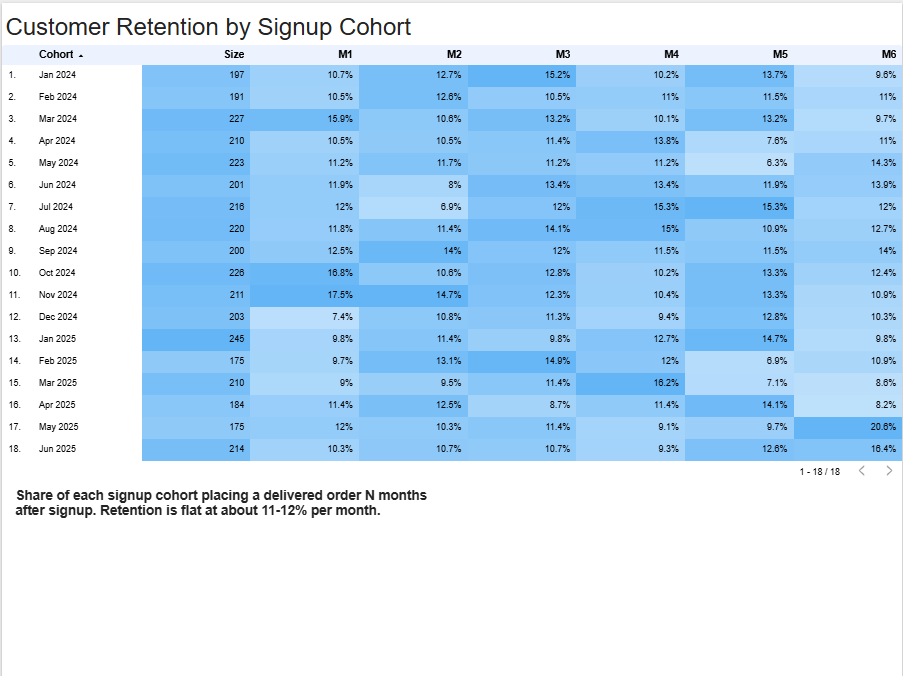 Customer Retention by Signup Cohort
Cohort Size M1 M2 M3 M4 M5 M6
1. Jan 2024 197 10.7% 12.7% 15.2% 10.2% 13.7% 9.6%
2. Feb 2024 191 10.5% 12.6% 10.5% 11% 11.5% 11%
3. Mar 2024 227 15.9% 10.6% 13.2% 10.1% 13.2% 9.7%
4. Apr 2024 210 10.5% 10.5% 11.4% 13.8% 7.6% 11%
5. May 2024 223 11.2% 11.7% 11.2% 11.2% 6.3% 14.3%
6. Jun 2024 201 11.9% 8% 13.4% 13.4% 11.9% 13.9%
7. Jul 2024 216 12% 6.9% 12% 15.3% 15.3% 12%
8. Aug 2024 220 11.8% 11.4% 14.1% 15% 10.9% 12.7%
9. Sep 2024 200 12.5% 14% 12% 11.5% 11.5% 14%
10. Oct 2024 226 16.8% 10.6% 12.8% 10.2% 13.3% 12.4%
11. Nov 2024 211 17.5% 14.7% 12.3% 10.4% 13.3% 10.9%
12. Dec 2024 203 7.4% 10.8% 11.3% 9.4% 12.8% 10.3%
13. Jan 2025 245 9.8% 11.4% 9.8% 12.7% 14.7% 9.8%
14. Feb 2025 175 9.7% 13.1% 14.9% 12% 6.9% 10.9%
15. Mar 2025 210 9% 9.5% 11.4% 16.2% 7.1% 8.6%
16. Apr 2025 184 11.4% 12.5% 8.7% 11.4% 14.1% 8.2%
17. May 2025 175 12% 10.3% 11.4% 9.1% 9.7% 20.6%
18. Jun 2025 214 10.3% 10.7% 10.7% 9.3% 12.6% 16.4%
1 - 18 / 18
Share of each signup cohort placing a delivered order N months
after signup. Retention is flat at about 11-12% per month.